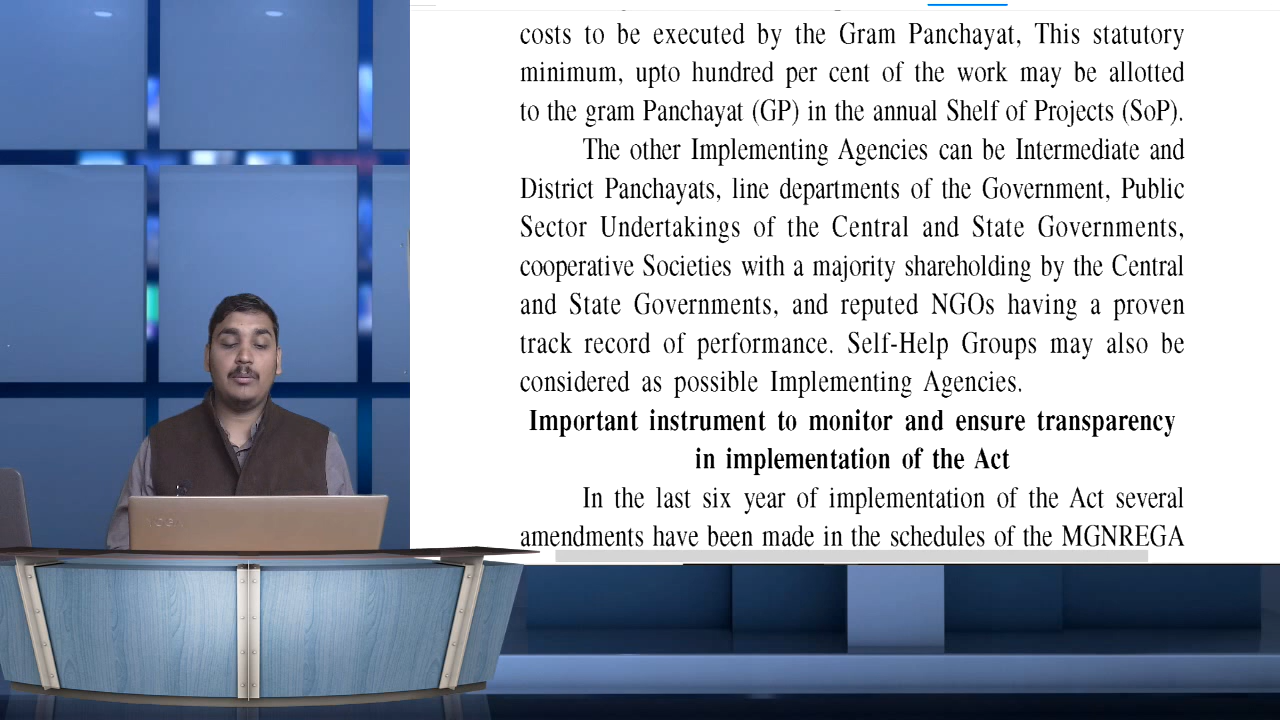 costs to be executed by the Gram Panchayat, This statutory
minimum, upto hundred per cent of the work may be allotted
to the gram Panchayat (GP) in the annual Shelf of Projects (SoP).
The other Implementing Agencies can be Intermediate and
District Panchayats, line departments of the Government, Public
Sector Undertakings of the Central and State Governments,
cooperative Societies with a majority shareholding by the Central
and State Governments, and reputed NGOs having a proven
track record of performance. Self-Help Groups may also be
considered as possible Implementing Agencies.
Important instrument to monitor and ensure transparency
in implementation of the Act
In the last six year of implementation of the Act several
amendments have been made in the schedules of the MGNREGA
YOGA